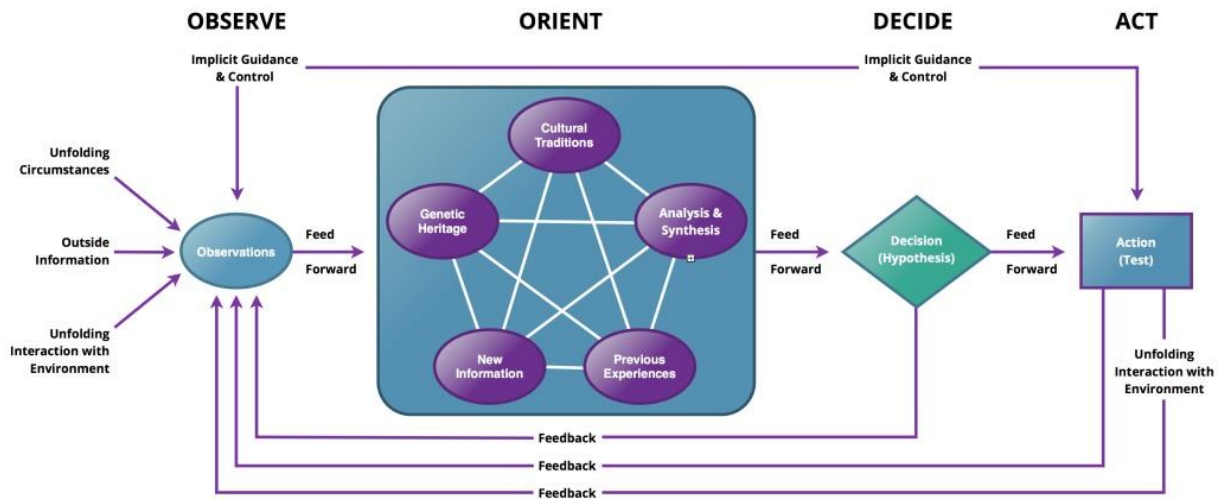 OBSERVE
ORIENT
DECIDE
ACT
Implicit Guidance
& Control
Implicit Guidance
& Control
Unfolding
Circumstances
Outside
Information
Unfolding
Interaction with
Environment
Observations
Feed
Forward
Cultural
Traditions
Genetic
Heritage
Analysis &
Synthesis
New
Information
Previous
Experiences
Feed
Forward
Decision
(Hypothesis)
Feed
Forward
Action
(Test)
Unfolding
Interaction with
Environment
Feedback
Feedback
Feedback